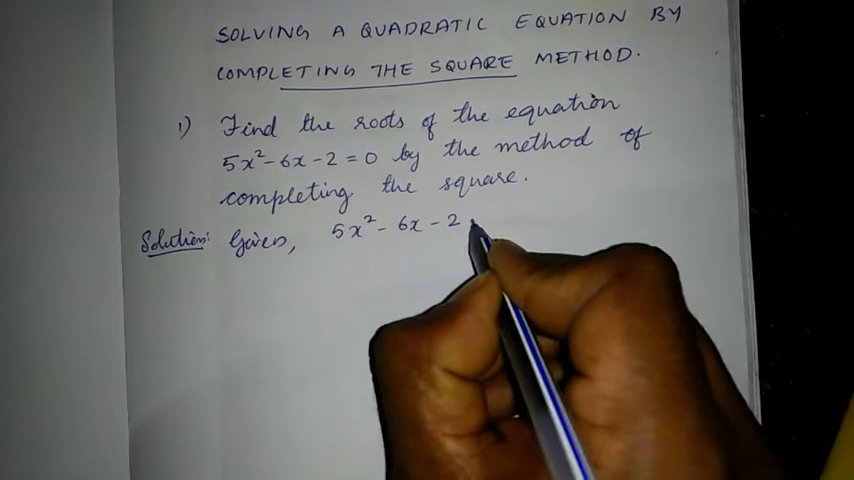 SOLVING A QUADRATIC EQUATION BY
COMPLETING THE SQUARE METHOD.
1) Find the roots of the equation
5x²-6x-2=0 by the method of
completing the square.
Solution: Given, 5x²-6x-2